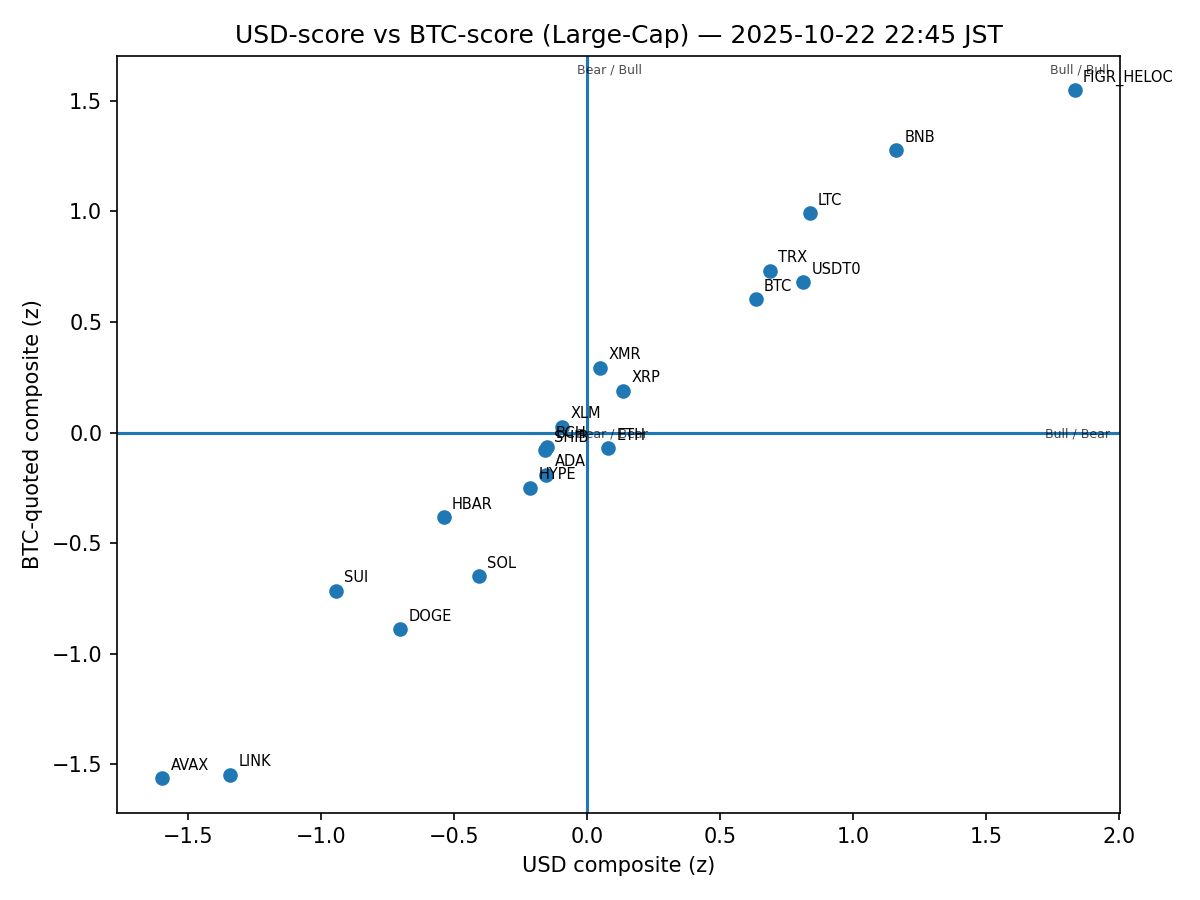 USD-score vs BTC-score (Large-Cap) — 2025-10-22 22:45 JST
Bear / Bull
Bull / Bull
FIGR_HELOC
BNB
LTC
TRX
USDT0
BTC
XMR
XRP
XLM
BCH
SHIB
Bear / Bear
ETH
Bull / Bear
ADA
HYPE
HBAR
SOL
SUI
DOGE
LINK
AVAX
1.5
1.0
0.5
0.0
−0.5
−1.0
−1.5
BTC-quoted composite (z)
−1.5
−1.0
−0.5
0.0
0.5
1.0
1.5
2.0
USD composite (z)